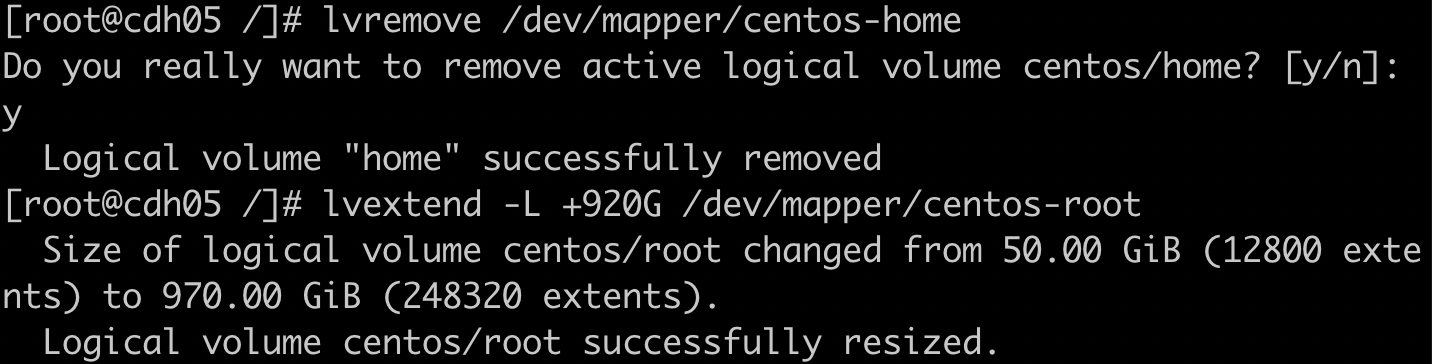 [root@cdh05 /]# lvremove /dev/mapper/centos-home
Do you really want to remove active logical volume centos/home? [y/n]:
y
  Logical volume "home" successfully removed
[root@cdh05 /]# lvextend -L +920G /dev/mapper/centos-root
  Size of logical volume centos/root changed from 50.00 GiB (12800 exte
nts) to 970.00 GiB (248320 extents).
  Logical volume centos/root successfully resized.